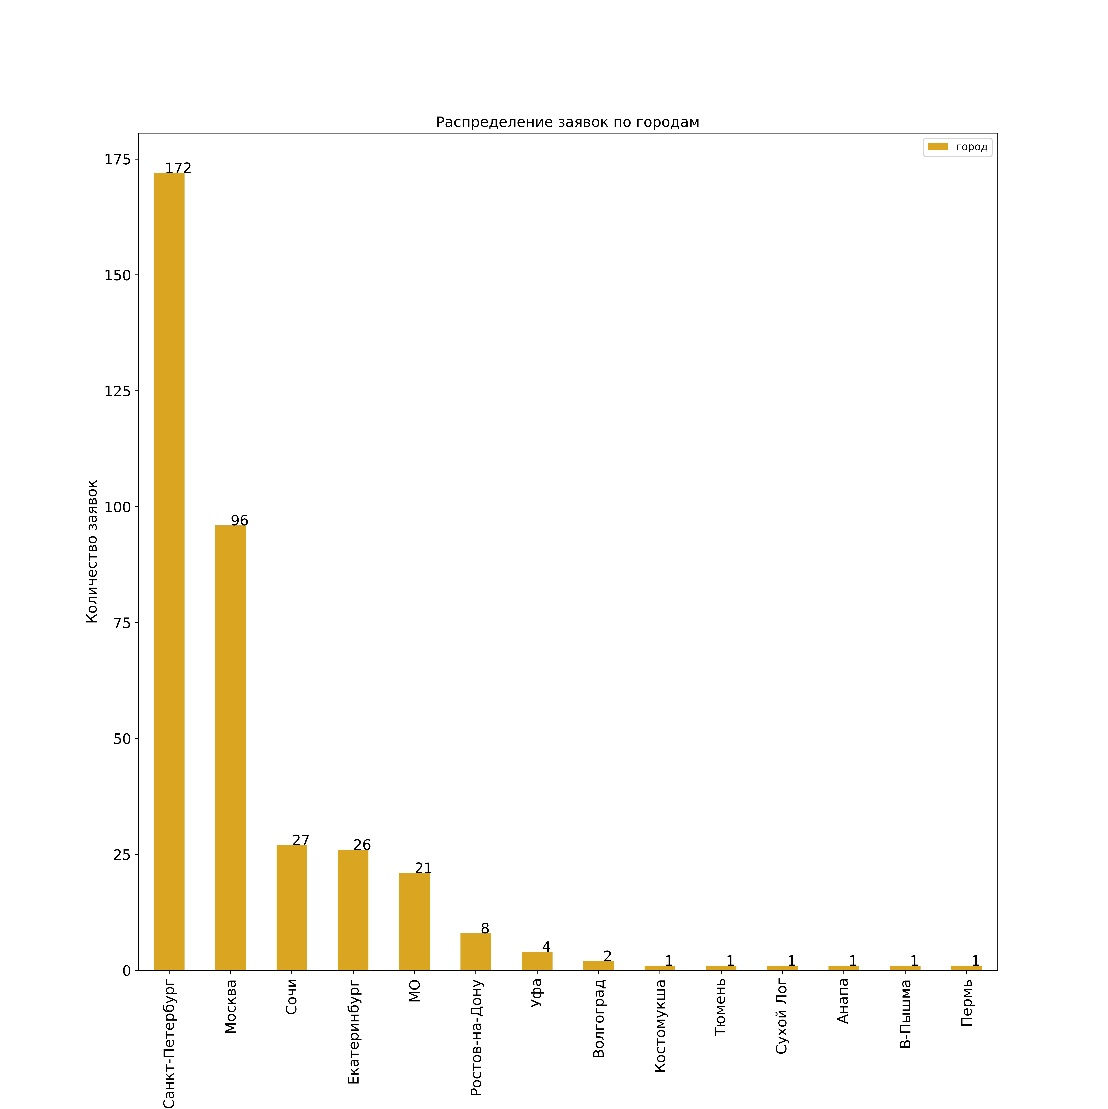 Распределение заявок по городам
город
Количество заявок
175
150
125
100
75
50
25
0
172
96
27
26
21
8
4
2
1
1
1
1
1
1
Санкт-Петербург
Москва
Сочи
Екатеринбург
МО
Ростов-на-Дону
Уфа
Волгоград
Костомукша
Тюмень
Сухой Лог
Анапа
В-Пышма
Пермь